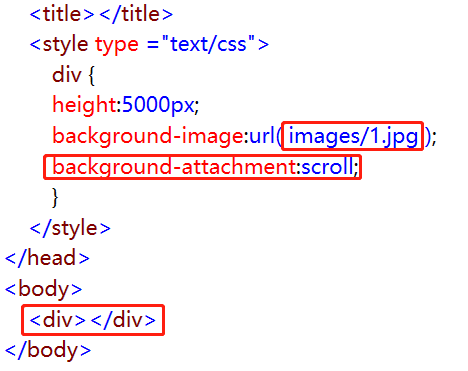 <title></title>
<style type ="text/css">
div {
height:5000px;
background-image:url( images/1.jpg );
background-attachment:scroll;
}
</style>
</head>
<body>
<div></div>
</body>